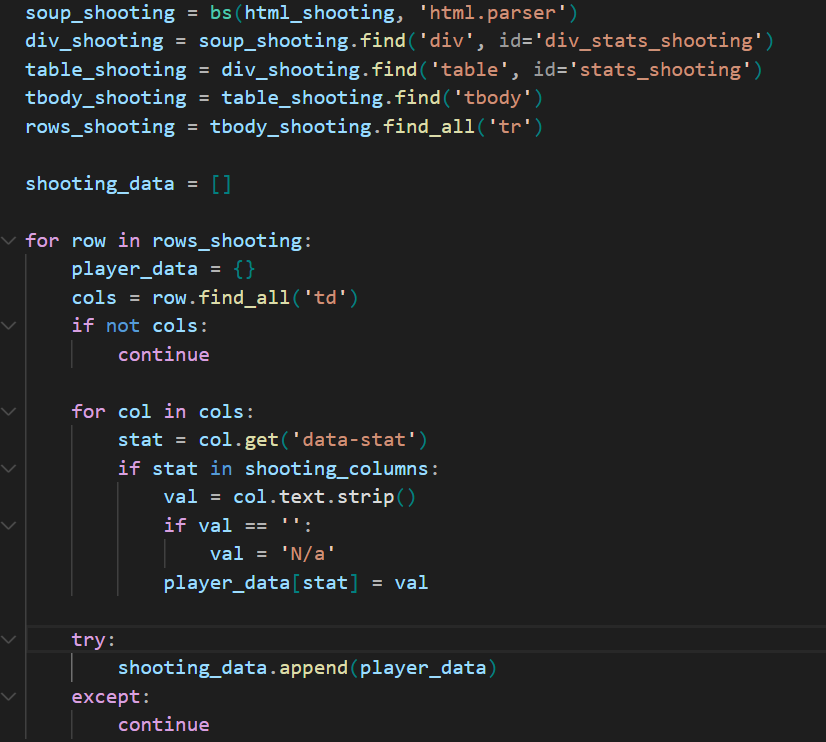 soup_shooting = bs(html_shooting, 'html.parser')
div_shooting = soup_shooting.find('div', id='div_stats_shooting')
table_shooting = div_shooting.find('table', id='stats_shooting')
tbody_shooting = table_shooting.find('tbody')
rows_shooting = tbody_shooting.find_all('tr')

shooting_data = []

for row in rows_shooting:
    player_data = {}
    cols = row.find_all('td')
    if not cols:
        continue

    for col in cols:
        stat = col.get('data-stat')
        if stat in shooting_columns:
            val = col.text.strip()
            if val == '':
                val = 'N/a'
            player_data[stat] = val

    try:
        shooting_data.append(player_data)
    except:
        continue